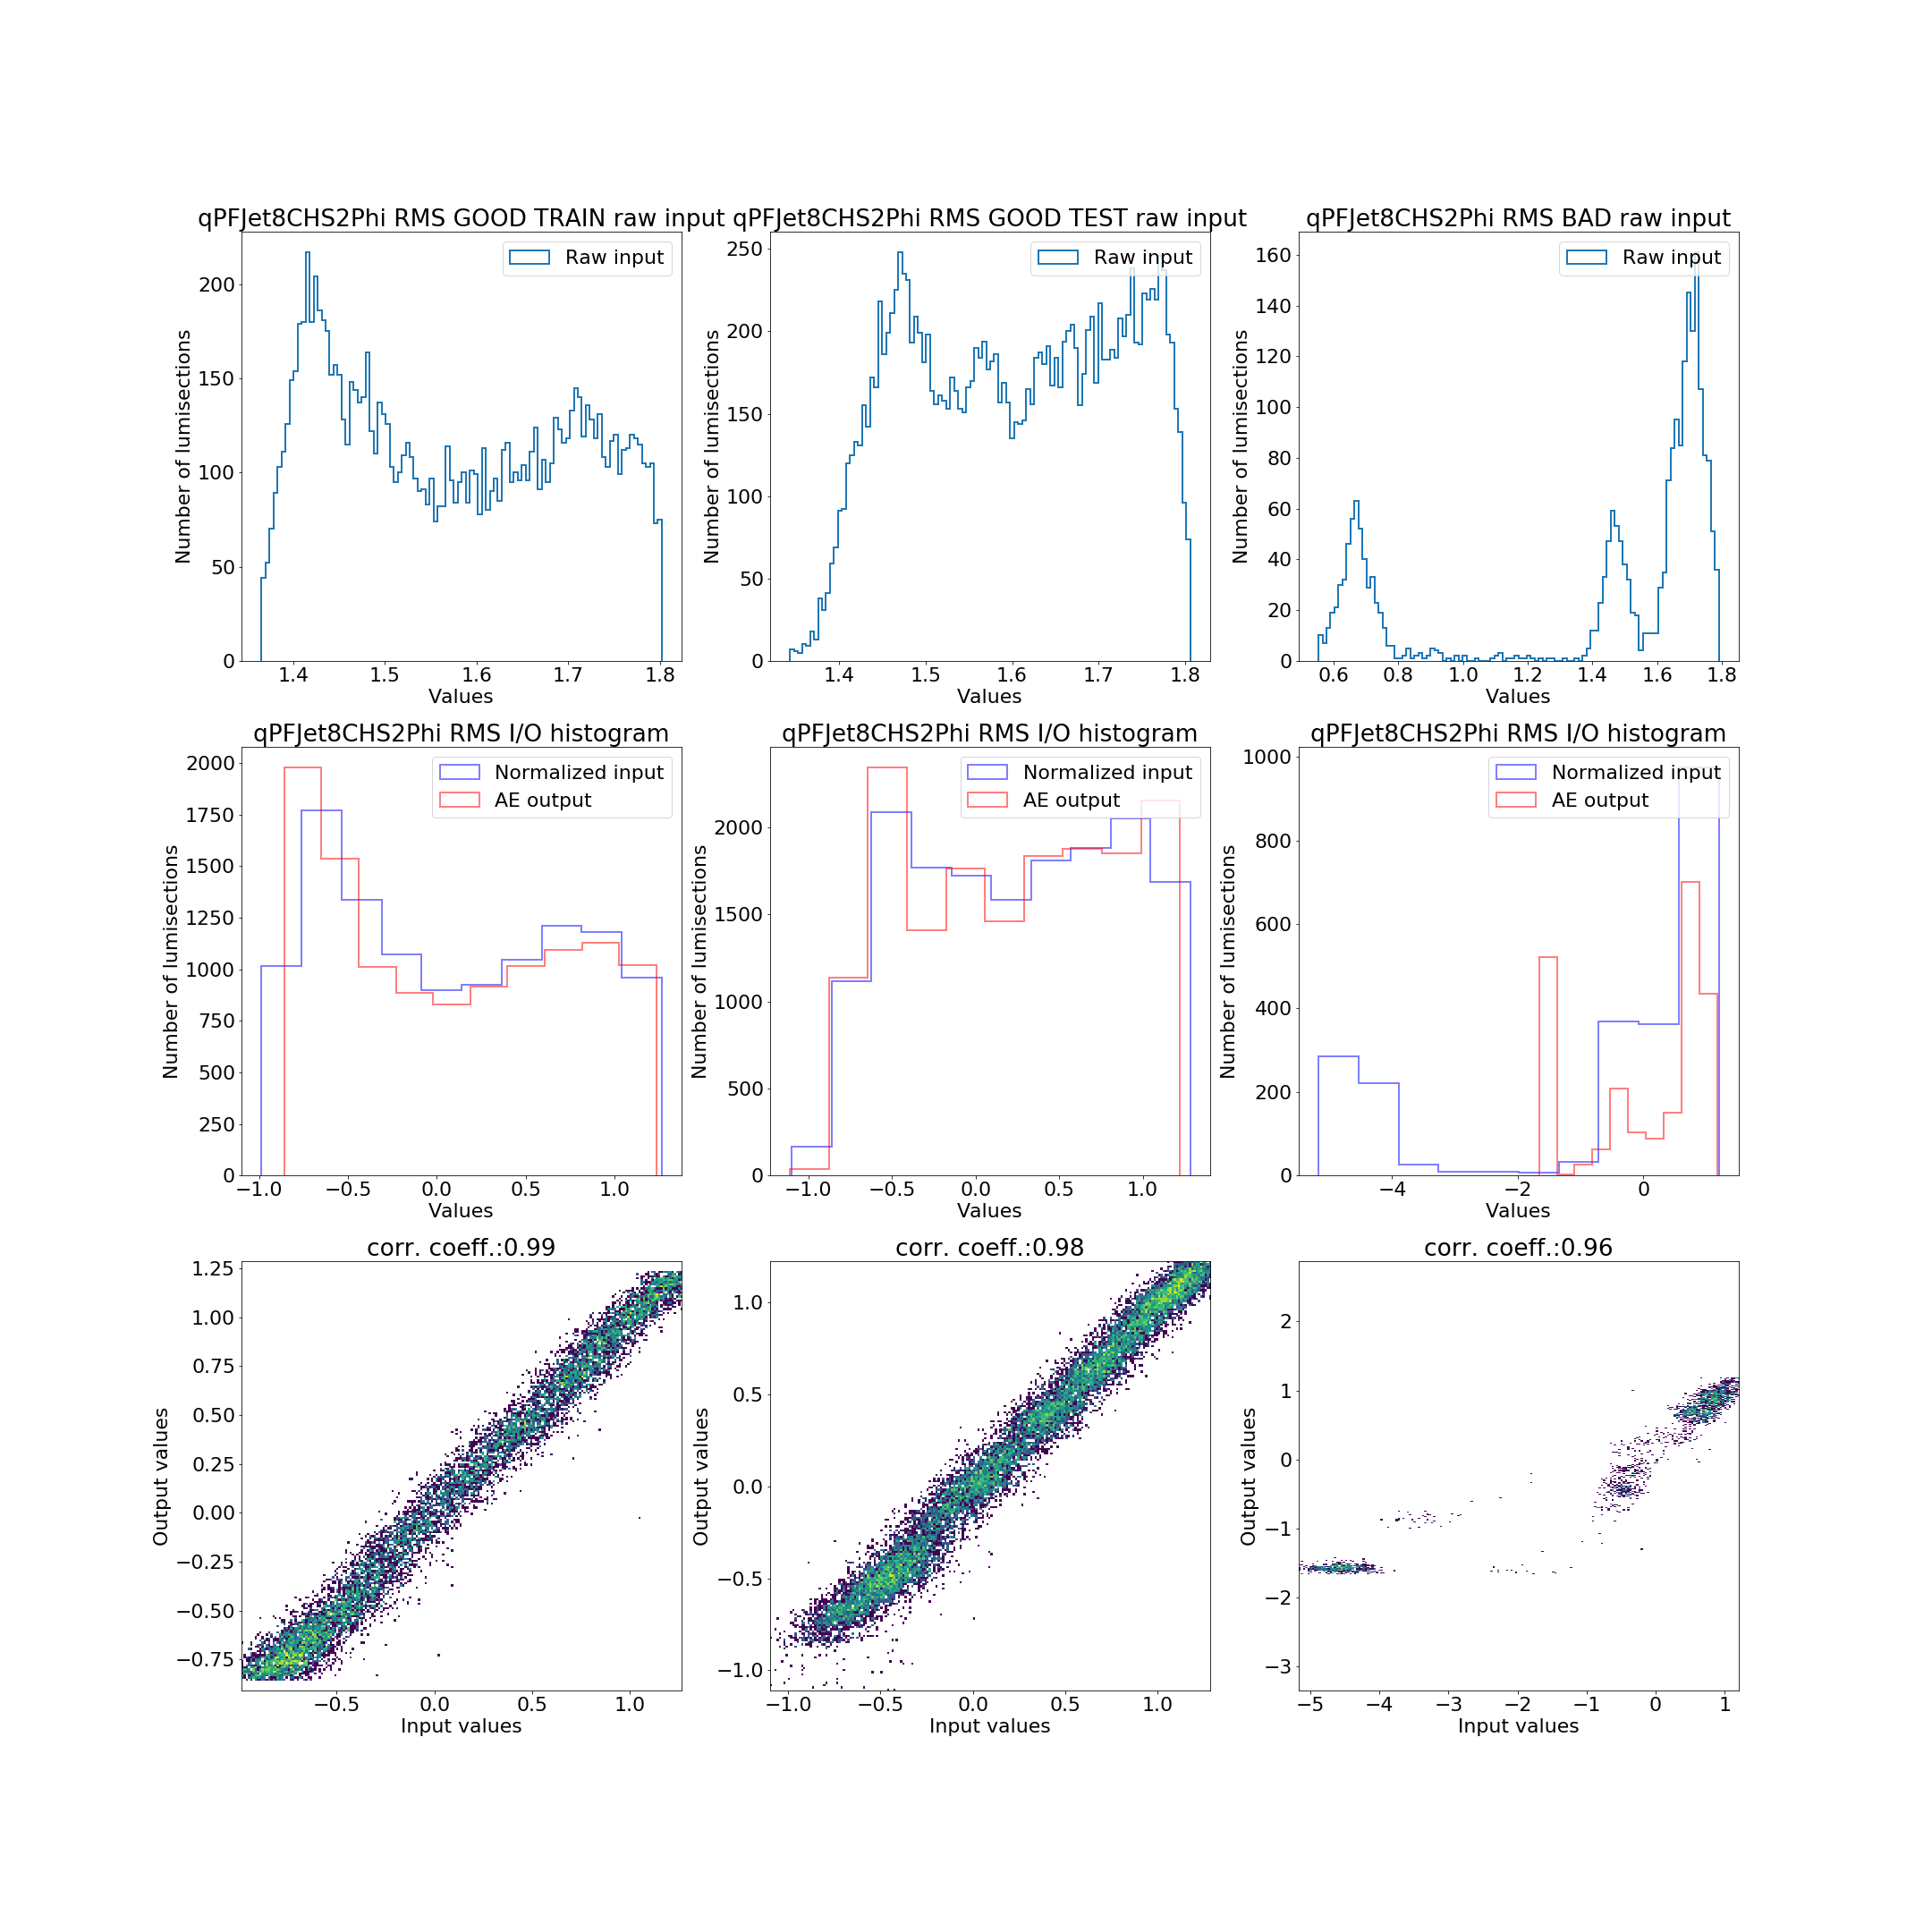 qPFJet8CHS2Phi RMS GOOD TRAIN raw input
Raw input
Number of lumisections
0
50
100
150
200
1.4
1.5
1.6
1.7
1.8
Values
qPFJet8CHS2Phi RMS GOOD TEST raw input
Raw input
Number of lumisections
0
50
100
150
200
250
1.4
1.5
1.6
1.7
1.8
Values
qPFJet8CHS2Phi RMS BAD raw input
Raw input
Number of lumisections
0
20
40
60
80
100
120
140
160
0.6
0.8
1.0
1.2
1.4
1.6
1.8
Values
qPFJet8CHS2Phi RMS I/O histogram
Normalized input
AE output
Number of lumisections
0
250
500
750
1000
1250
1500
1750
2000
−1.0
−0.5
0.0
0.5
1.0
Values
qPFJet8CHS2Phi RMS I/O histogram
Normalized input
AE output
Number of lumisections
0
500
1000
1500
2000
−1.0
−0.5
0.0
0.5
1.0
Values
qPFJet8CHS2Phi RMS I/O histogram
Normalized input
AE output
Number of lumisections
0
200
400
600
800
1000
−4
−2
0
Values
corr. coeff.:0.99
Output values
−0.75
−0.50
−0.25
0.00
0.25
0.50
0.75
1.00
1.25
−0.5
0.0
0.5
1.0
Input values
corr. coeff.:0.98
Output values
−1.0
−0.5
0.0
0.5
1.0
−1.0
−0.5
0.0
0.5
1.0
Input values
corr. coeff.:0.96
Output values
−3
−2
−1
0
1
2
−5
−4
−3
−2
−1
0
1
Input values